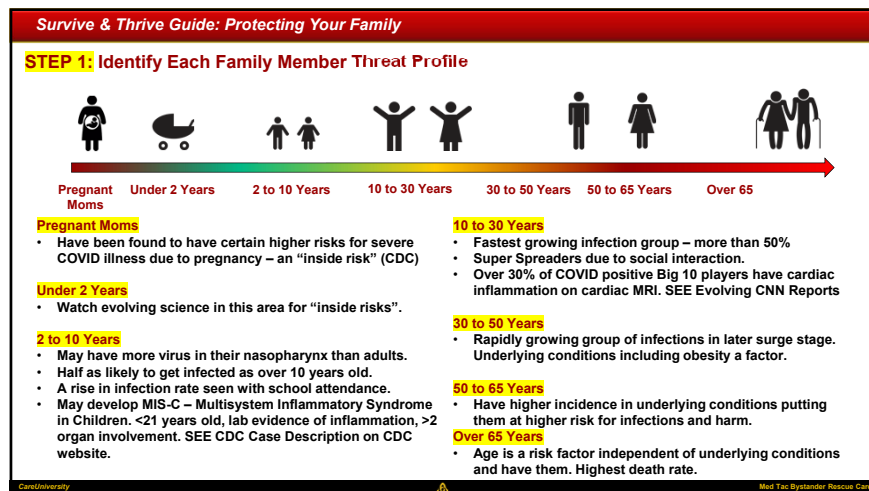 Survive & Thrive Guide: Protecting Your Family
STEP 1: Identify Each Family Member Threat Profile
Pregnant
Moms
Under 2 Years
2 to 10 Years
10 to 30 Years
30 to 50 Years
50 to 65 Years
Over 65
Pregnant Moms
• Have been found to have certain higher risks for severe
COVID illness due to pregnancy – an “inside risk” (CDC)
Under 2 Years
• Watch evolving science in this area for “inside risks”.
2 to 10 Years
• May have more virus in their nasopharynx than adults.
• Half as likely to get infected as over 10 years old.
• A rise in infection rate seen with school attendance.
• May develop MIS-C – Multisystem Inflammatory Syndrome
in Children. <21 years old, lab evidence of inflammation, >2
organ involvement. SEE CDC Case Description on CDC
website.
10 to 30 Years
• Fastest growing infection group – more than 50%
• Super Spreaders due to social interaction.
• Over 30% of COVID positive Big 10 players have cardiac
inflammation on cardiac MRI. SEE Evolving CNN Reports
30 to 50 Years
• Rapidly growing group of infections in later surge stage.
Underlying conditions including obesity a factor.
50 to 65 Years
• Have higher incidence in underlying conditions putting
them at higher risk for infections and harm.
Over 65 Years
• Age is a risk factor independent of underlying conditions
and have them. Highest death rate.
CareUniversity
Med Tac Bystander Rescue Care